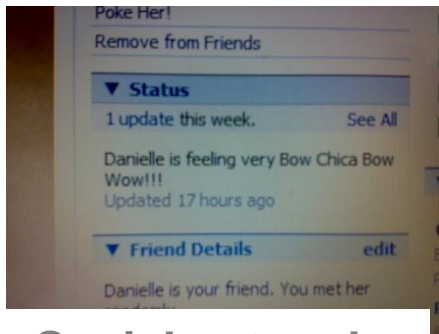 Poke Her!
Remove from Friends
▼ Status
1 update this week. See All
Danielle is feeling very Bow Chica Bow
Wow!!!
Updated 17 hours ago
▼ Friend Details edit
Danielle is your friend. You met her
randomly